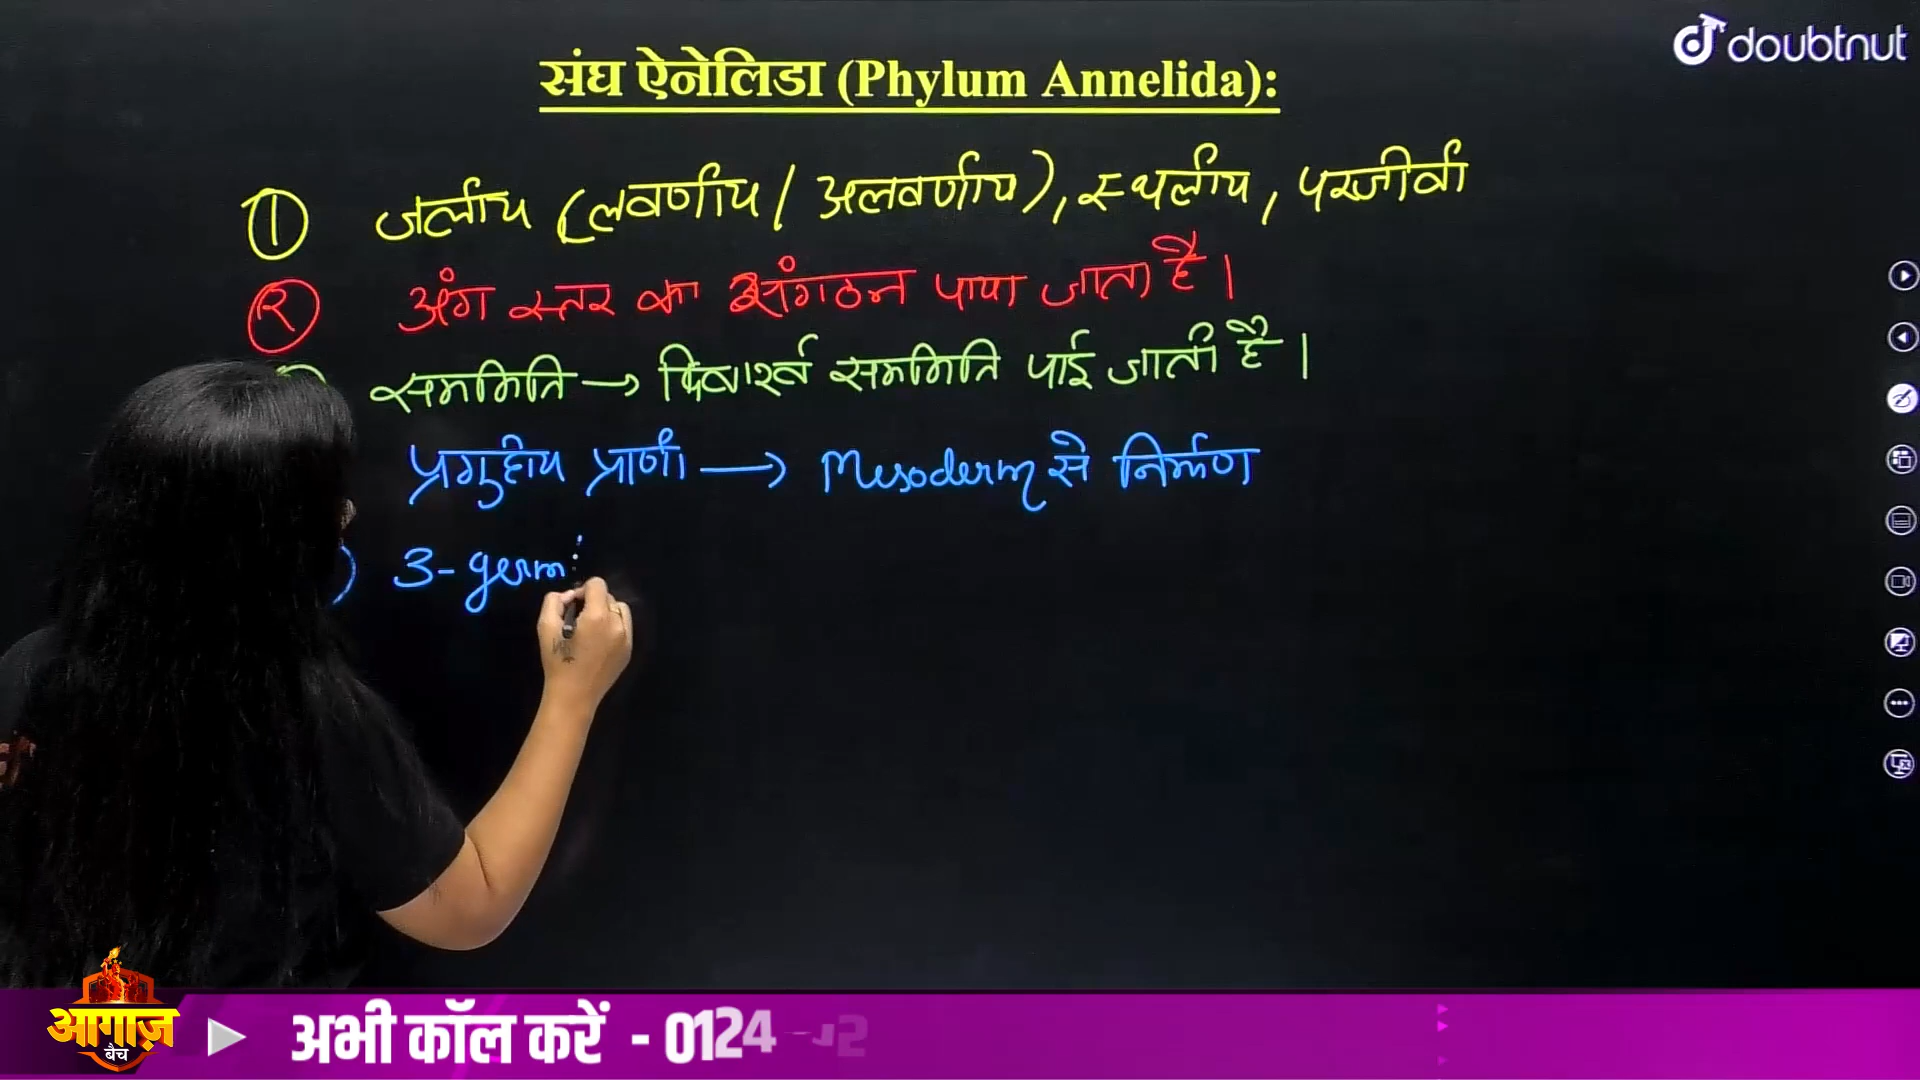 doubtnut
संघ ऐनेलिडा (Phylum Annelida):
1 जलीय (लवणीय / अलवणीय), स्थलीय, परजीवी
2 अंग स्तर का संगठन पाया जाता है।
सममिति → द्विपार्श्व सममिति पाई जाती है।
प्रगुहीय प्राणी → Mesoderm से निर्माण
3- germ
आगाज़
बैच
अभी कॉल करें - 0124